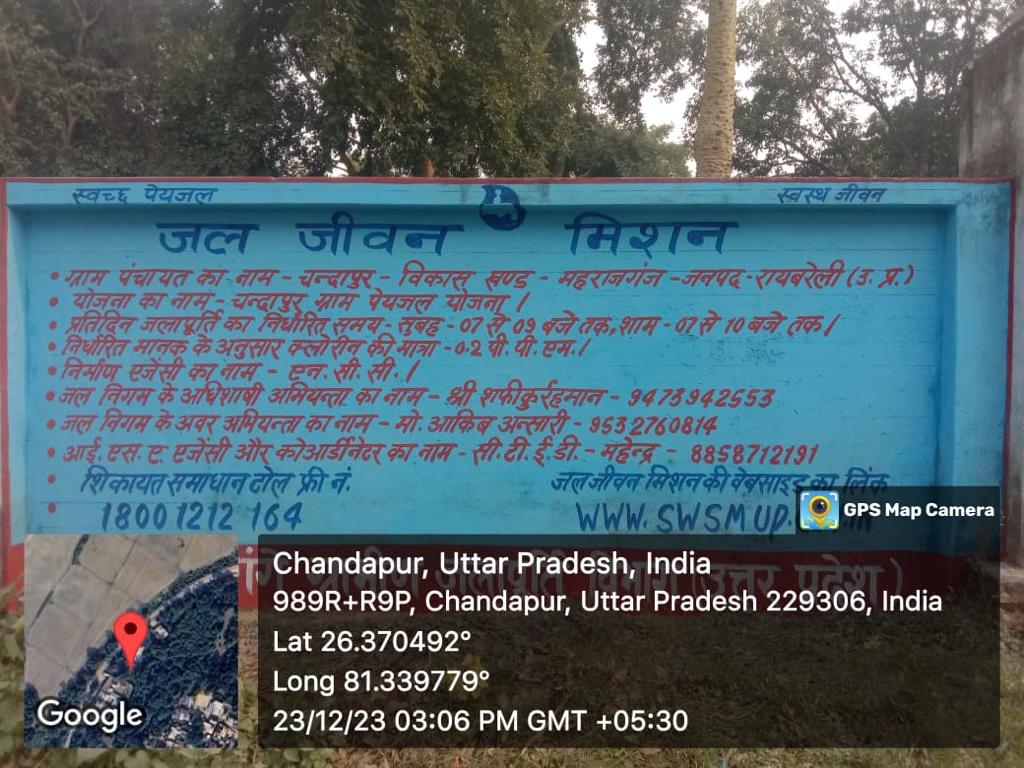 स्वच्छ पेयजल
स्वस्थ जीवन
जल जीवन मिशन
• ग्राम पंचायत का नाम - चन्दापुर - विकास खण्ड - महराजगंज - जनपद - रायबरेली (उ. प्र.)
• योजना का नाम - चन्दापुर ग्राम पेयजल योजना ।
• प्रतिदिन जलापूर्ति का निर्धारित समय - सुबह - 07 से 09 बजे तक, शाम - 07 से 10 बजे तक ।
• निर्धारित मानक के अनुसार क्लोरीन की मात्रा - 0.2 पी. पी. एम. ।
• निर्माण एजेंसी का नाम - एन. सी. सी. ।
• जल निगम के अधिशाषी अभियन्ता का नाम - श्री शफीकुर्रहमान - 9473942553
• जल निगम के अवर अभियन्ता का नाम - मो. आकिब अन्सारी - 9532760814
• आई. एस. ए. एजेंसी और कोआर्डीनेटर का नाम - सी. टी. ई. डी. - महेन्द्र - 8858712191
• शिकायत समाधान टोल फ्री नं.
जल जीवन मिशन की वेबसाइड का लिंक
• 18001212164
WWW. SWSMUP.
ग्रामीण जलापूर्ति विभाग (उत्तर प्रदेश)
GPS Map Camera
Chandapur, Uttar Pradesh, India
989R+R9P, Chandapur, Uttar Pradesh 229306, India
Lat 26.370492°
Long 81.339779°
23/12/23 03:06 PM GMT +05:30
Google